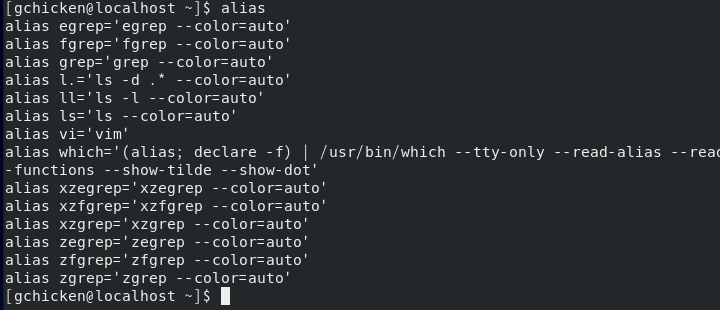 [gchicken@localhost ~]$ alias
alias egrep='egrep --color=auto'
alias fgrep='fgrep --color=auto'
alias grep='grep --color=auto'
alias l.='ls -d .* --color=auto'
alias ll='ls -l --color=auto'
alias ls='ls --color=auto'
alias vi='vim'
alias which='(alias; declare -f) | /usr/bin/which --tty-only --read-alias --read
-functions --show-tilde --show-dot'
alias xzegrep='xzegrep --color=auto'
alias xzfgrep='xzfgrep --color=auto'
alias xzgrep='xzgrep --color=auto'
alias zegrep='zegrep --color=auto'
alias zfgrep='zfgrep --color=auto'
alias zgrep='zgrep --color=auto'
[gchicken@localhost ~]$